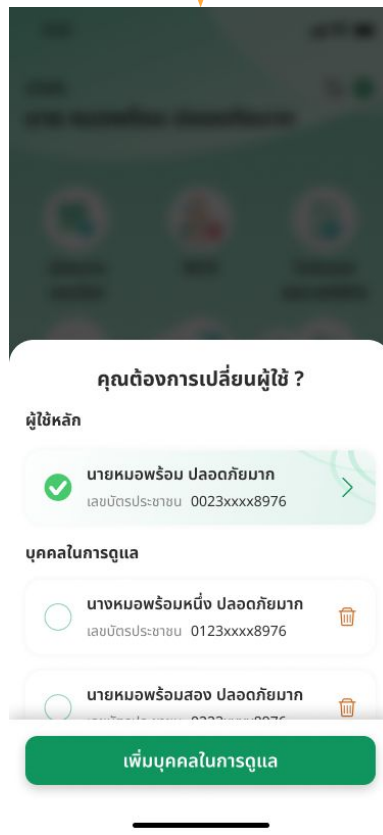 คุณต้องการเปลี่ยนผู้ใช้ ?
ผู้ใช้หลัก
นายหมอพร้อม ปลอดภัยมาก
เลขบัตรประชาชน 0023xxxx8976
บุคคลในการดูแล
นางหมอพร้อมหนึ่ง ปลอดภัยมาก
เลขบัตรประชาชน 0123xxxx8976
นายหมอพร้อมสอง ปลอดภัยมาก
เพิ่มบุคคลในการดูแล